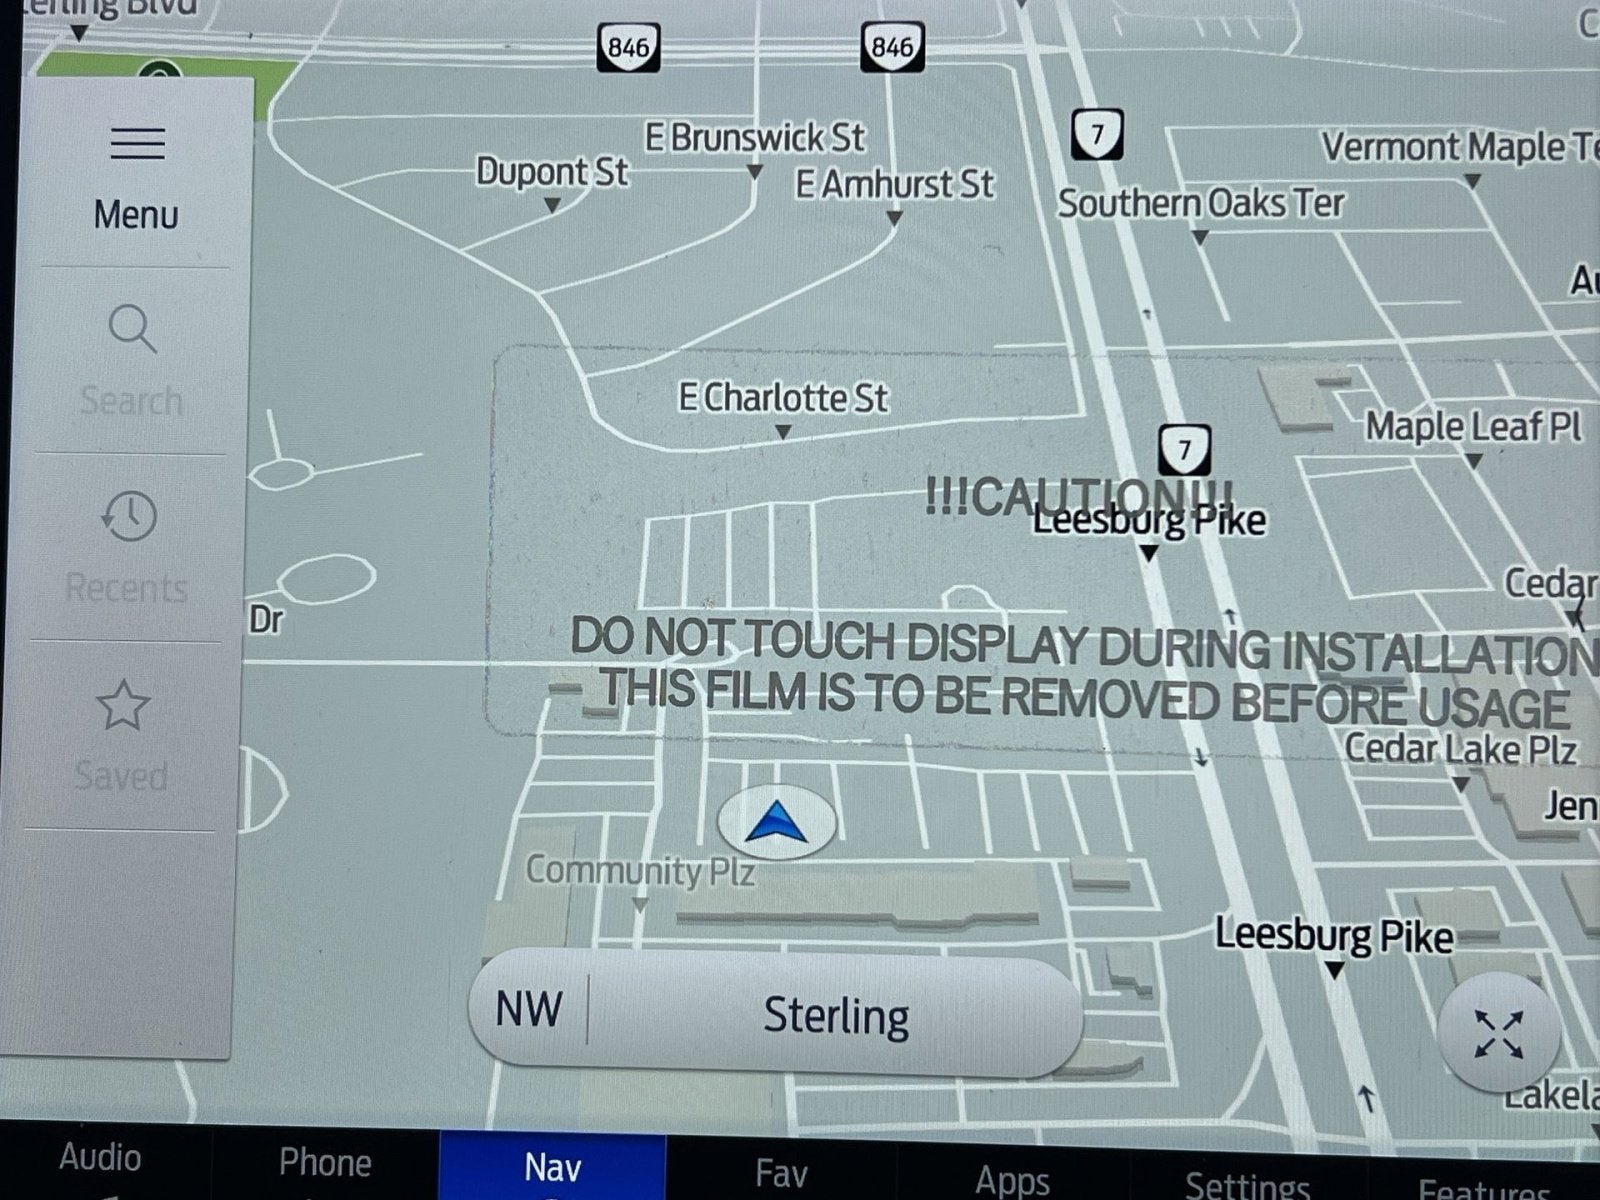 846
846
7
E Brunswick St
Dupont St
E Amhurst St
Vermont Maple
Southern Oaks Ter
Menu
Search
E Charlotte St
Maple Leaf Pl
7
!!!CAUTION!!!
Leesburg Pike
Recents
Cedar
Dr
DO NOT TOUCH DISPLAY DURING INSTALLATION
THIS FILM IS TO BE REMOVED BEFORE USAGE
Cedar Lake Plz
Saved
Jen
Community Plz
Leesburg Pike
NW
Sterling
Audio
Phone
Nav
Fav
Apps
Settings
Features